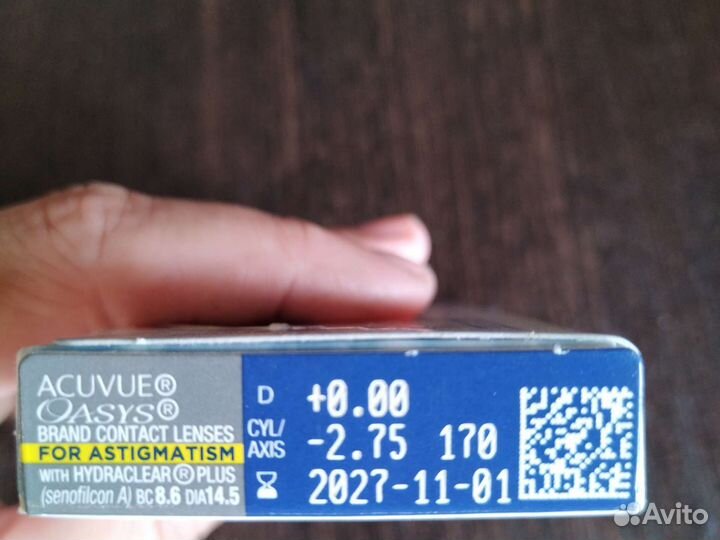 ACUVUE®
OASYS®
BRAND CONTACT LENSES
FOR ASTIGMATISM
WITH HYDRACLEAR® PLUS
(senofilcon A) BC 8.6 DIA 14.5
D +0.00
CYL/AXIS -2.75 170
2027-11-01
Avito